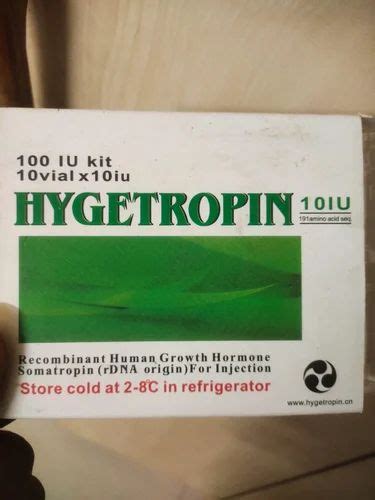 100 IU kit
10vial x10iu
HYGETROPIN 10IU
191amino acid seq.
Recombinant Human Growth Hormone
Somatropin (rDNA origin)For Injection
Store cold at 2-8℃ in refrigerator
www.hygetropin.cn